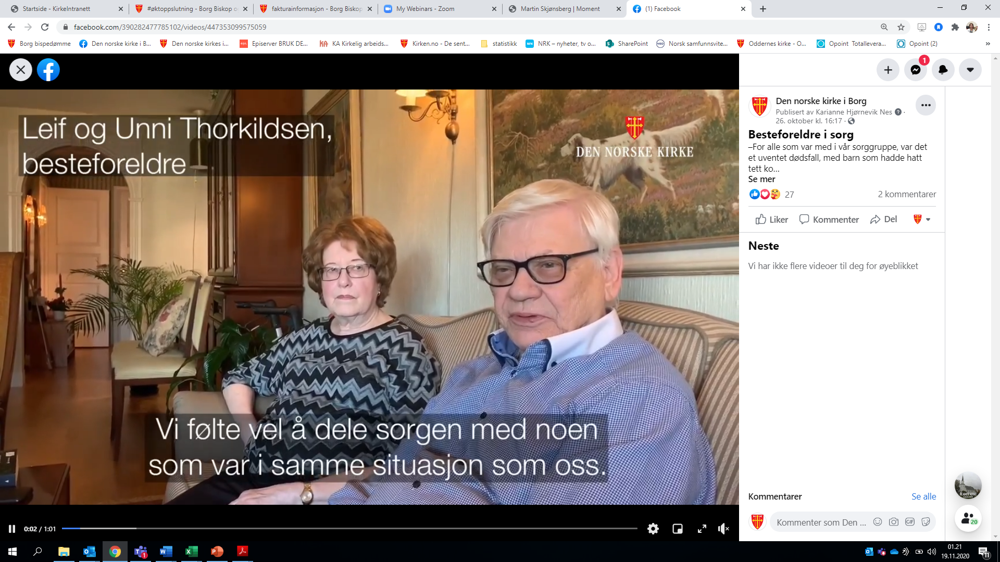 Startside - KirkeIntranett
#øktoppslutning - Borg Biskop o
fakturainformasjon - Borg Biskop
My Webinars - Zoom
Martin Skjønsberg | Moment
(1) Facebook
facebook.com/390282477785102/videos/447353099575059
Borg bispedømme
Den norske kirke i B...
Den norske kirkes i...
Episerver BRUK DE...
KA Kirkelig arbeids...
Kirken.no - De sent...
statistikk
NRK – nyheter, tv o...
SharePoint
Norsk samfunnsvite...
Oddernes kirke - O...
Opoint Totallevera...
Opoint (2)
»
Leif og Unni Thorkildsen,
besteforeldre
DEN NORSKE KIRKE
Vi følte vel å dele sorgen med noen
som var i samme situasjon som oss.
0:02 / 1:01
1
Den norske kirke i Borg
Publisert av Karianne Hjørnevik Nes ·
26. oktober kl. 16:17 ·
Besteforeldre i sorg
–For alle som var med i vår sorggruppe, var det
et uventet dødsfall, med barn som hadde hatt
tett ko...
Se mer
27
2 kommentarer
Liker
Kommenter
Del
Neste
Vi har ikke flere videoer til deg for øyeblikket
BLAKER KIRKE
Kommentarer
Se alle
Kommenter som Den ...
GIF
20
1
01.21
19.11.2020
11